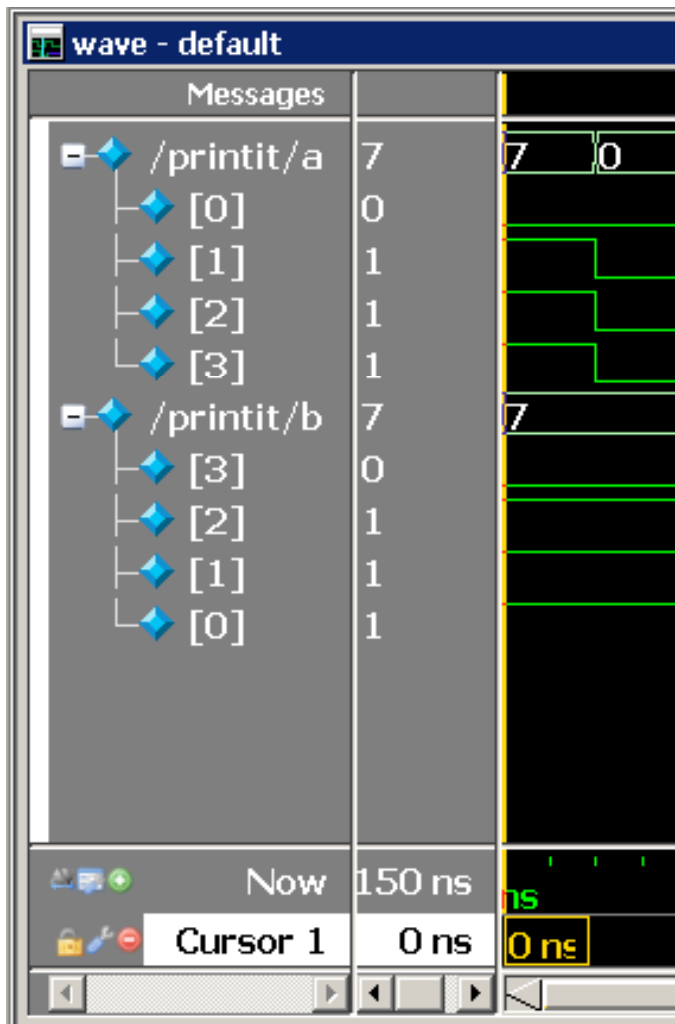 wave - default
Messages
/printit/a 7 7 0
[0] 0
[1] 1
[2] 1
[3] 1
/printit/b 7 7
[3] 0
[2] 1
[1] 1
[0] 1
Now 150 ns ns
Cursor 1 0 ns 0 ns